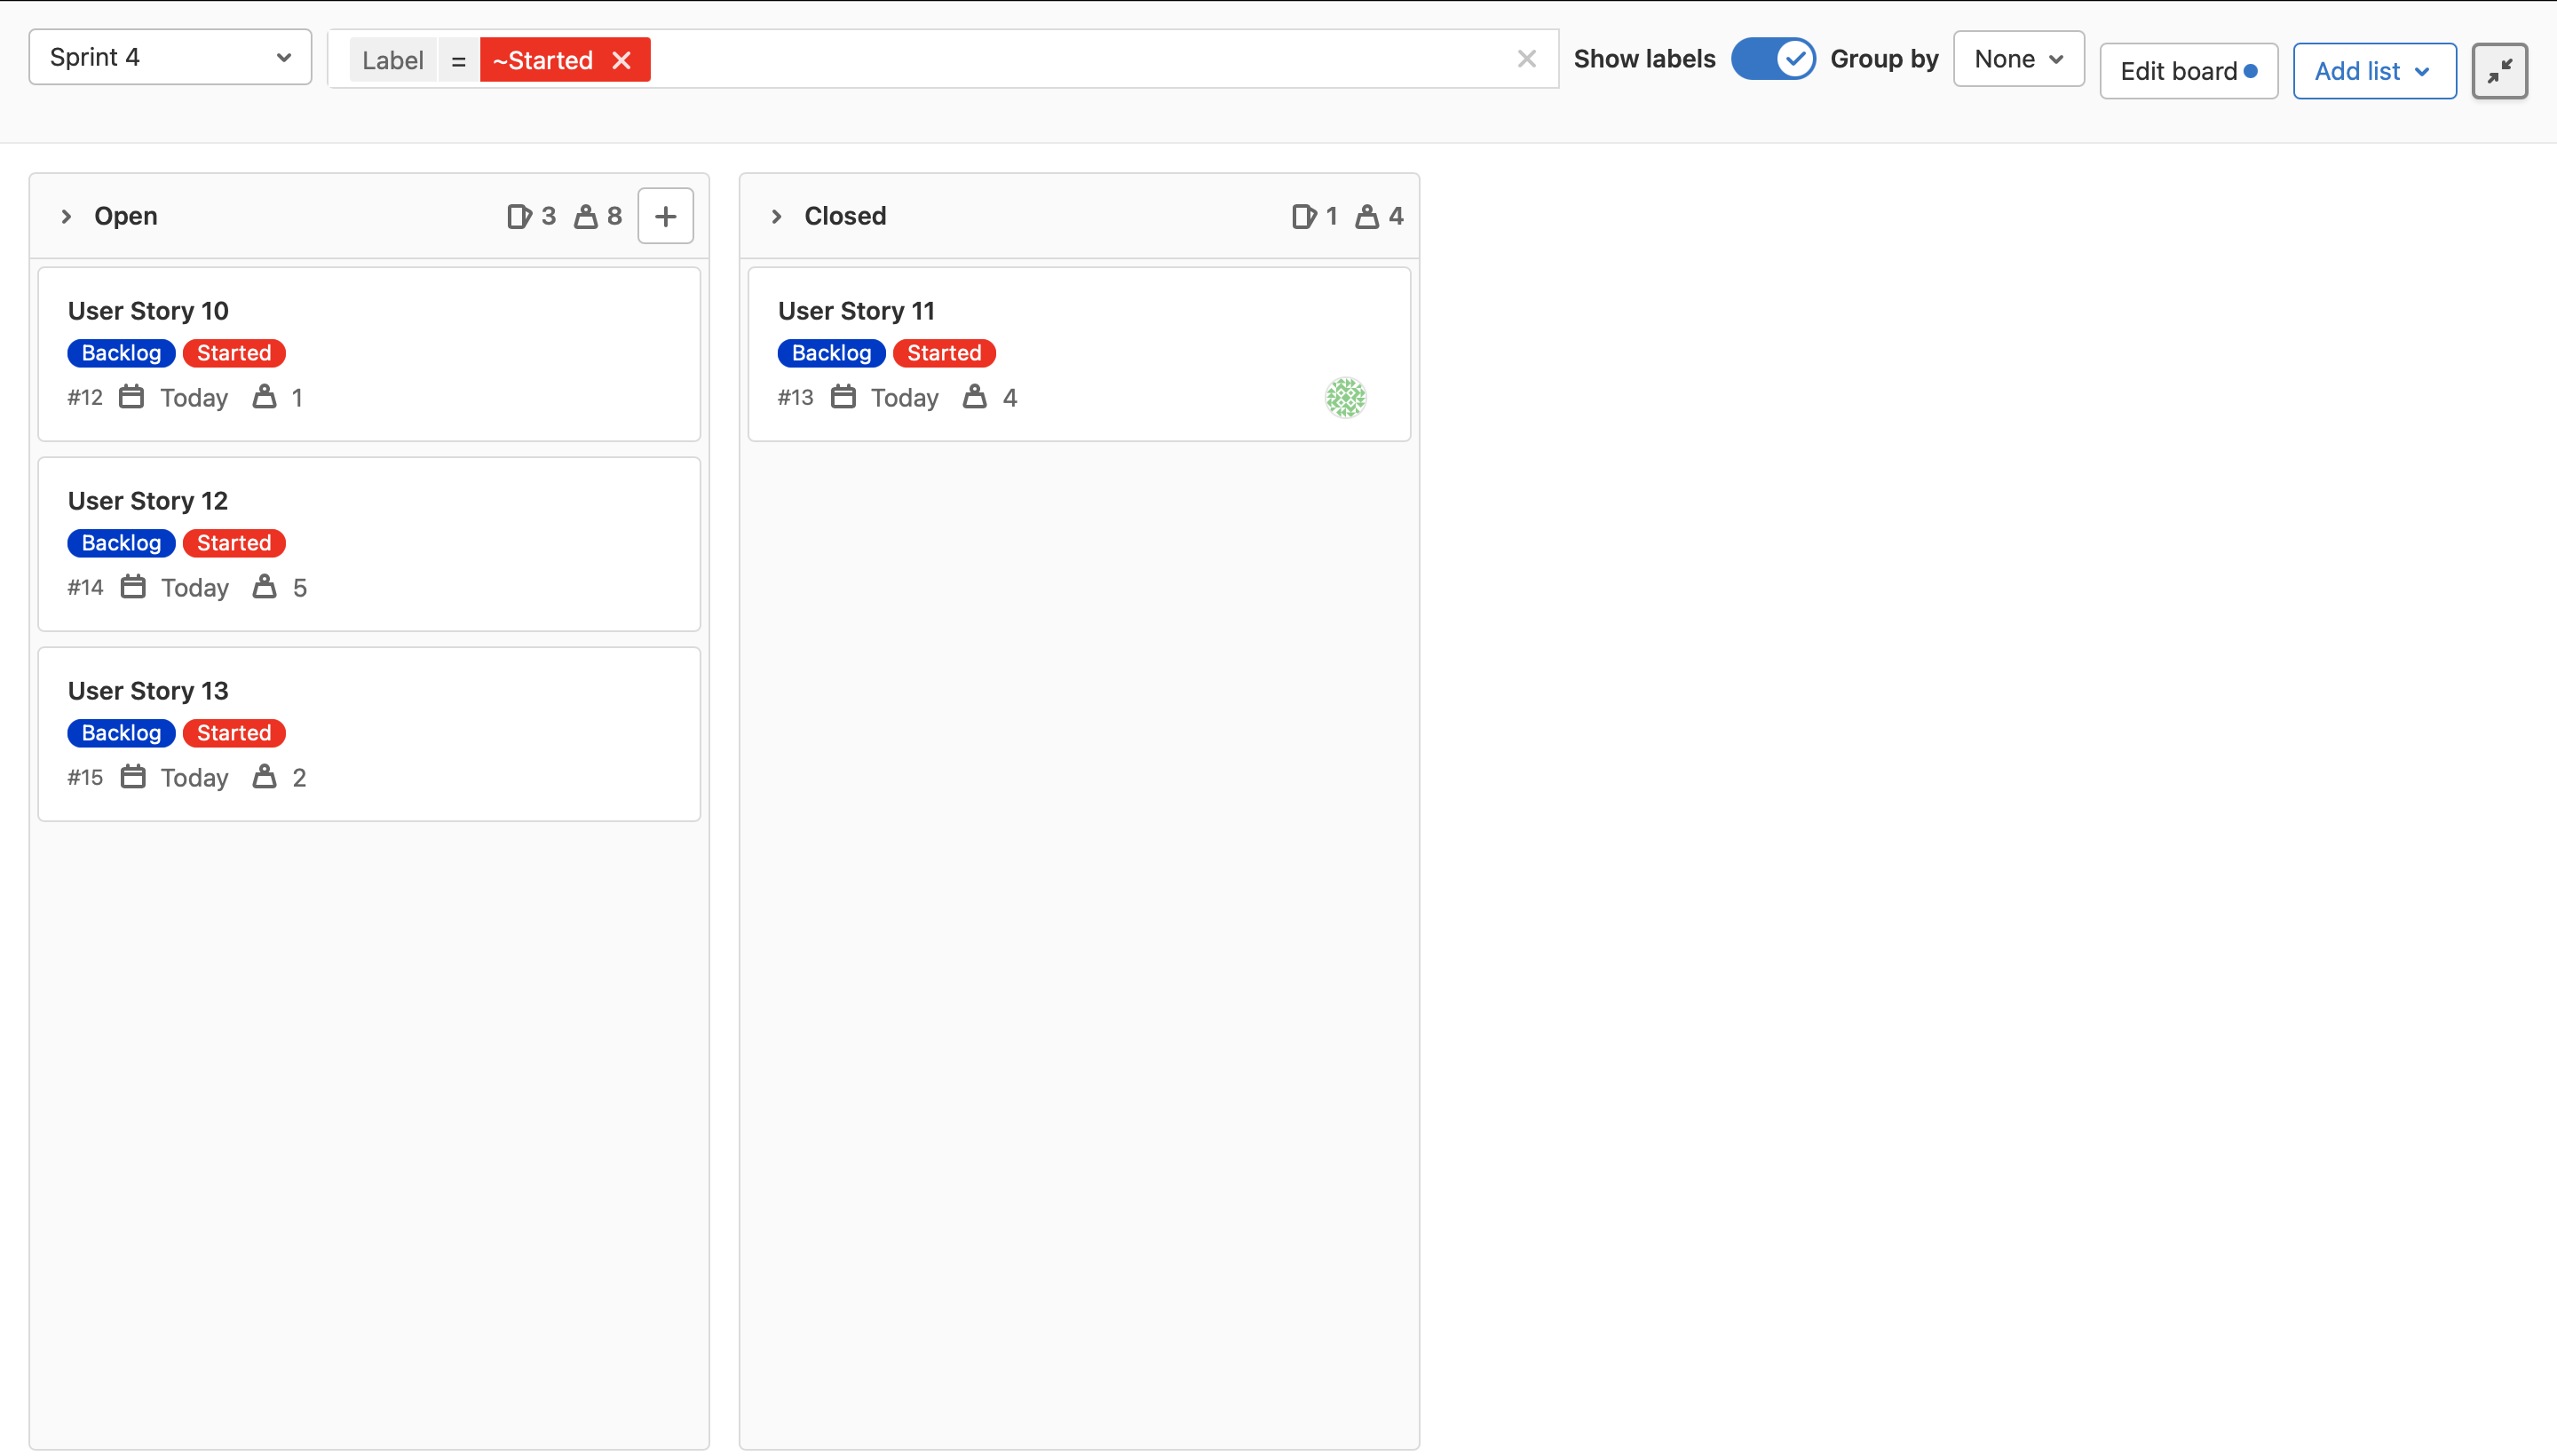 Sprint 4
Label = ~Started
Show labels
Group by
None
Edit board
Add list
Open 3 8
User Story 10
Backlog Started
#12 Today 1
User Story 12
Backlog Started
#14 Today 5
User Story 13
Backlog Started
#15 Today 2
Closed 1 4
User Story 11
Backlog Started
#13 Today 4